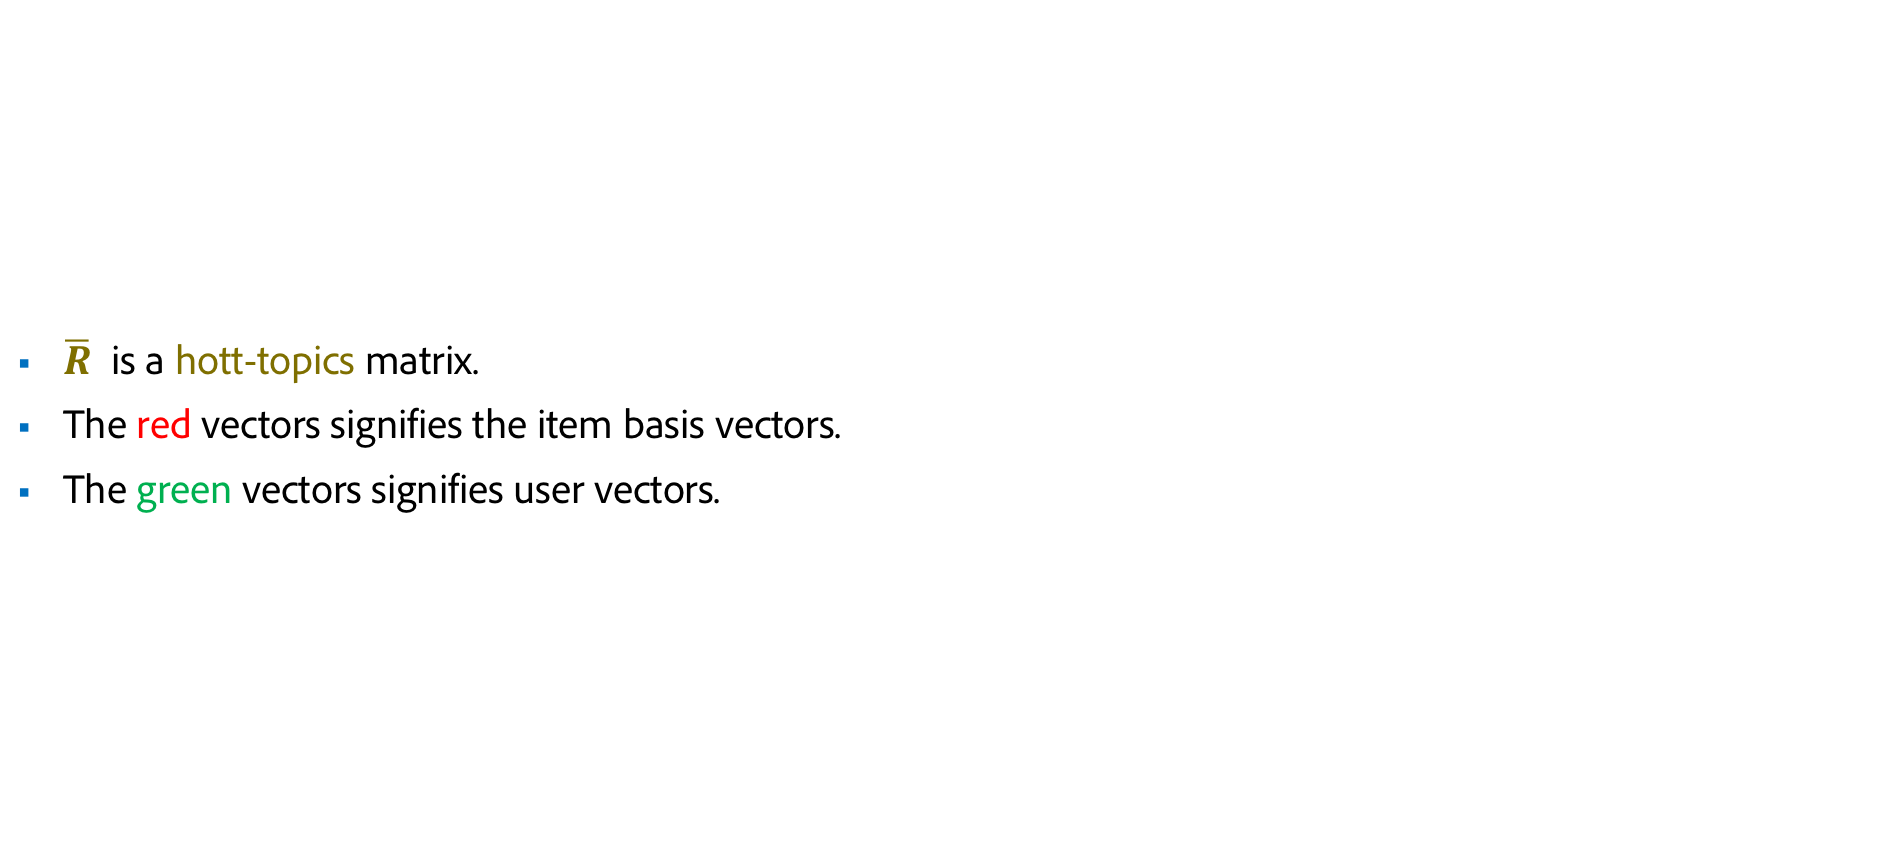 ▪ R̅ is a hott-topics matrix.
▪ The red vectors signifies the item basis vectors.
▪ The green vectors signifies user vectors.